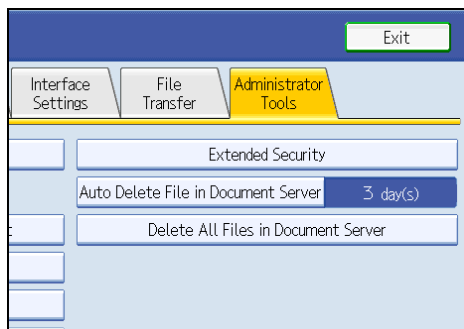 Exit
Interface
Settings
File
Transfer
Administrator
Tools
Extended Security
Auto Delete File in Document Server 3 day(s)
Delete All Files in Document Server